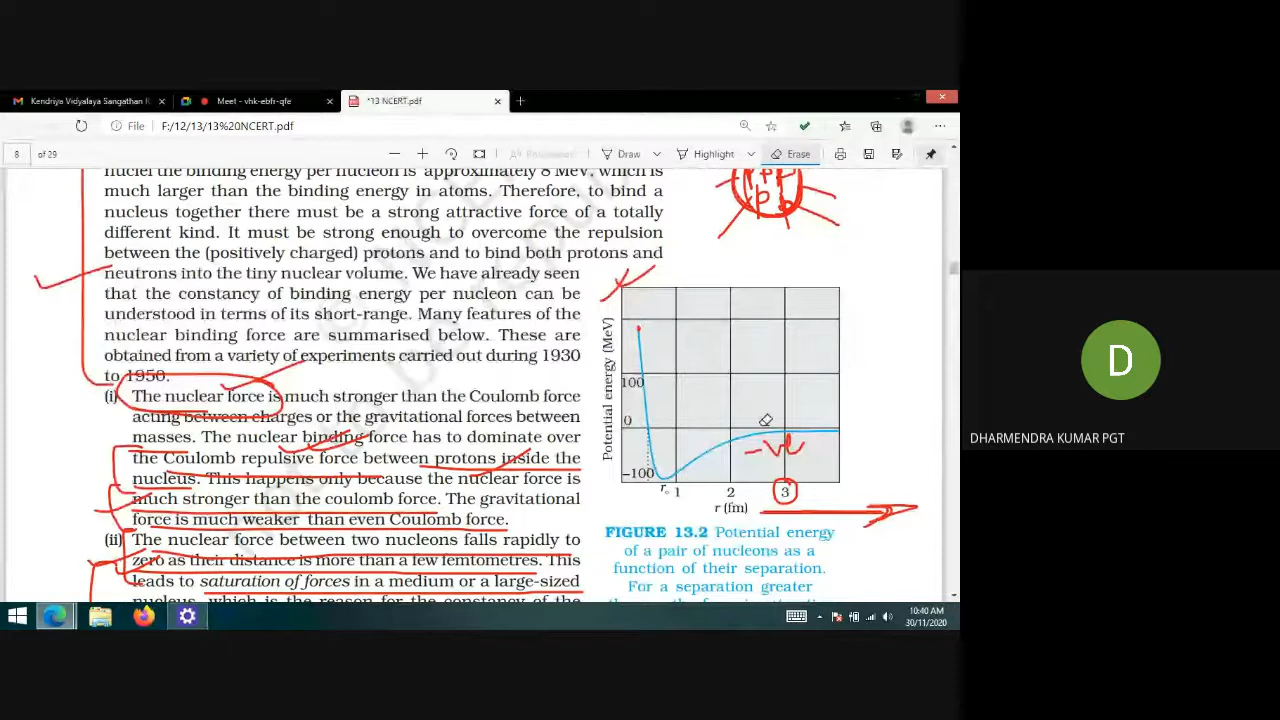 Kendriya Vidyalaya Sangathan R
Meet - vhk-ebfr-qfe
*13 NCERT.pdf
File
F:/12/13/13%20NCERT.pdf
8
of 29
Draw
Highlight
Erase
nuclei the binding energy per nucleon is approximately 8 MeV, which is
much larger than the binding energy in atoms. Therefore, to bind a
nucleus together there must be a strong attractive force of a totally
different kind. It must be strong enough to overcome the repulsion
between the (positively charged) protons and to bind both protons and
neutrons into the tiny nuclear volume. We have already seen
that the constancy of binding energy per nucleon can be
understood in terms of its short-range. Many features of the
nuclear binding force are summarised below. These are
obtained from a variety of experiments carried out during 1930
to 1950.
(i) The nuclear force is much stronger than the Coulomb force
acting between charges or the gravitational forces between
masses. The nuclear binding force has to dominate over
the Coulomb repulsive force between protons inside the
nucleus. This happens only because the nuclear force is
much stronger than the coulomb force. The gravitational
force is much weaker than even Coulomb force.
(ii) The nuclear force between two nucleons falls rapidly to
zero as their distance is more than a few femtometres. This
leads to saturation of forces in a medium or a large-sized
nucleus, which is the reason for the constancy of the
P P
P
Potential energy (MeV)
100
0
-100
-ve
r₀ 1 2 3
r (fm)
FIGURE 13.2 Potential energy
of a pair of nucleons as a
function of their separation.
For a separation greater
D
DHARMENDRA KUMAR PGT
10:40 AM
30/11/2020